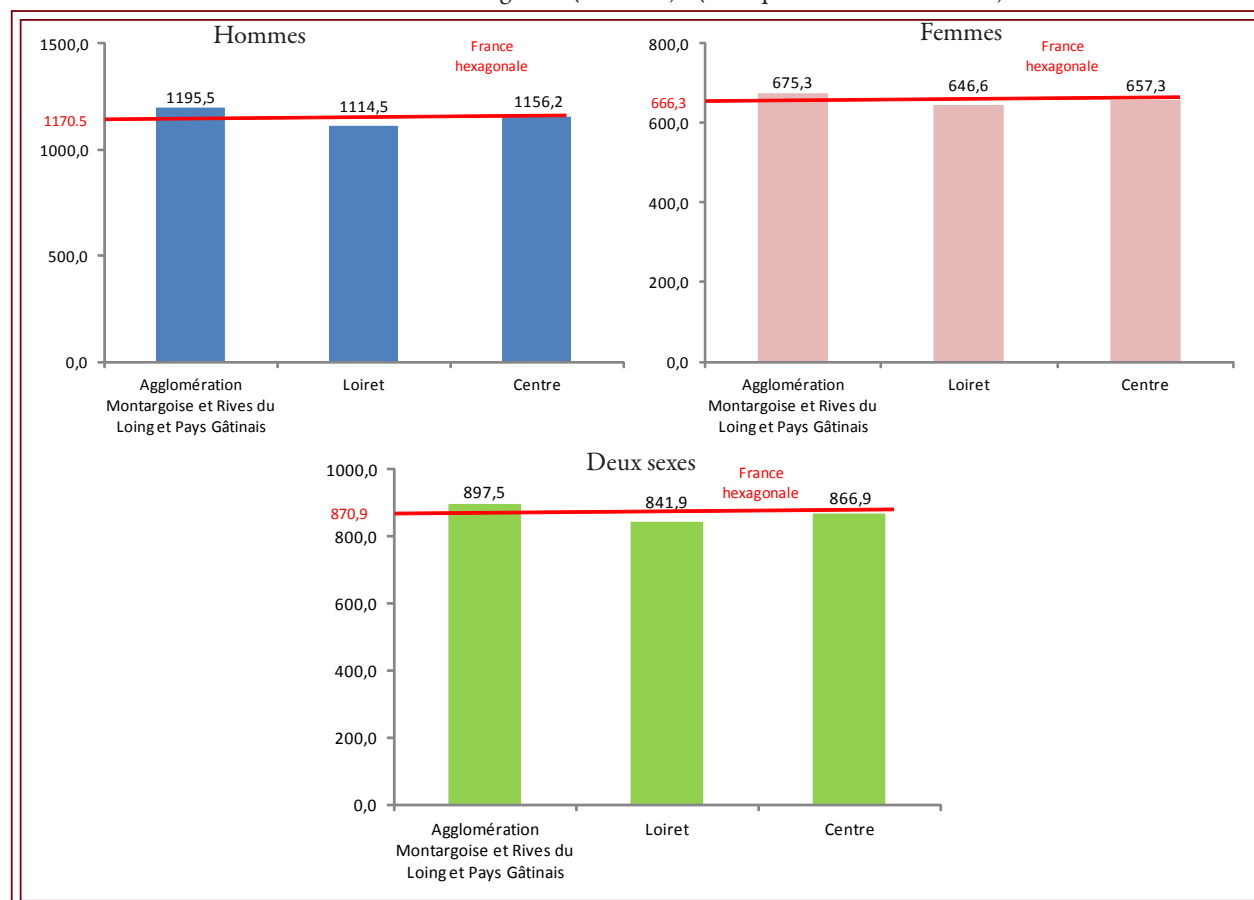 Hommes
France
hexagonale
1500,0
1195,5
1114,5
1156,2
1170.5
1000,0
500,0
0,0
Agglomération
Montargoise et Rives du
Loing et Pays Gâtinais
Loiret
Centre
Femmes
France
hexagonale
800,0
675,3
646,6
657,3
666,3
600,0
400,0
200,0
0,0
Agglomération
Montargoise et Rives du
Loing et Pays Gâtinais
Loiret
Centre
Deux sexes
France
hexagonale
1000,0
897,5
841,9
866,9
870,9
800,0
600,0
400,0
200,0
0,0
Agglomération
Montargoise et Rives du
Loing et Pays Gâtinais
Loiret
Centre